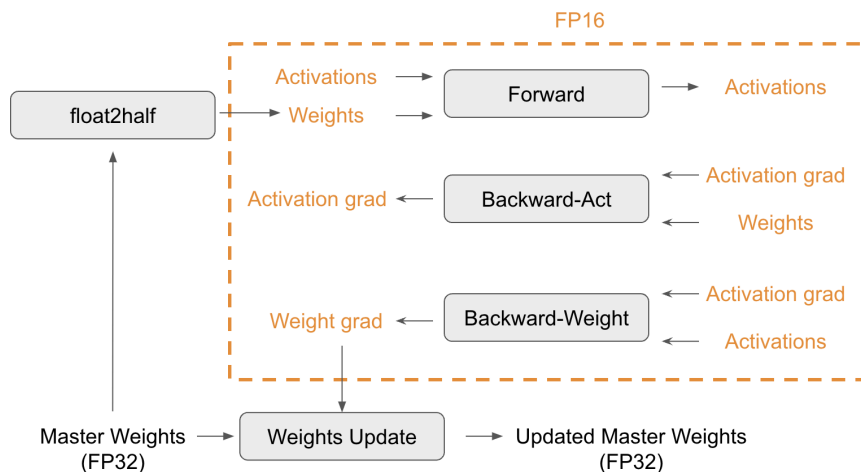 FP16
Activations
Forward
Activations
float2half
Weights
Activation grad
Activation grad
Backward-Act
Weights
Activation grad
Weight grad
Backward-Weight
Activations
Master Weights
(FP32)
Weights Update
Updated Master Weights
(FP32)